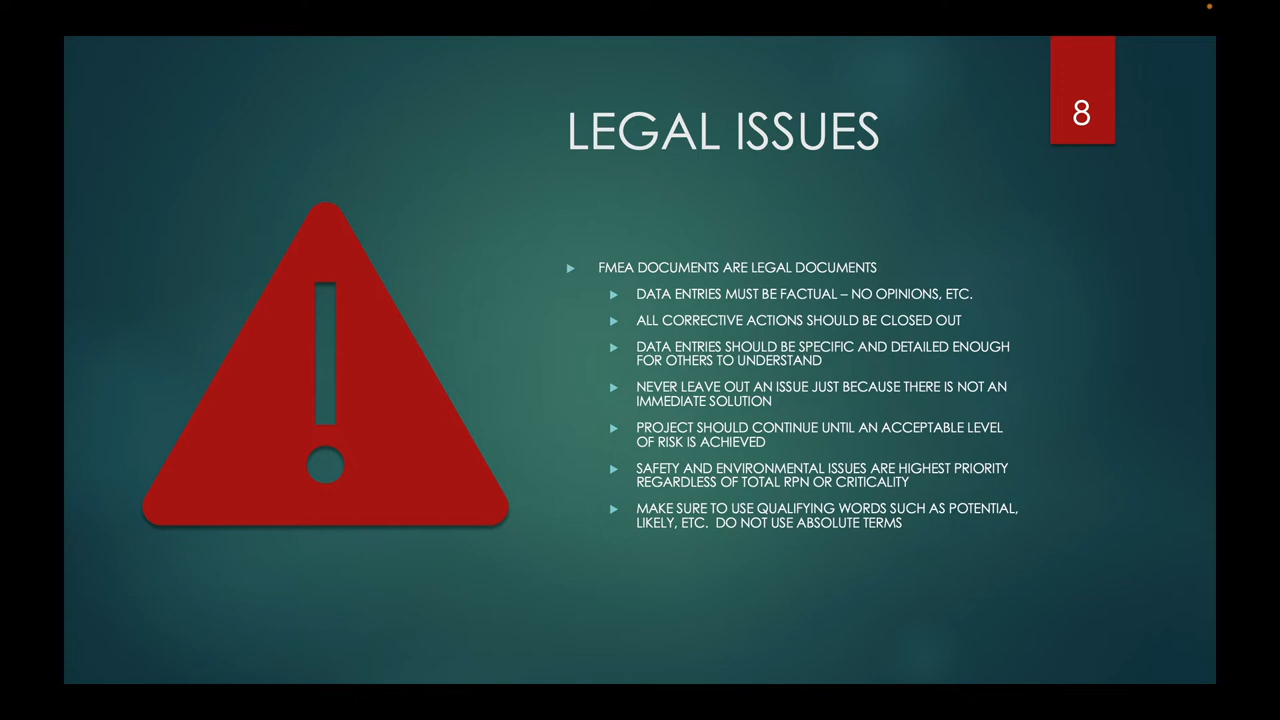 8
LEGAL ISSUES
FMEA DOCUMENTS ARE LEGAL DOCUMENTS
DATA ENTRIES MUST BE FACTUAL – NO OPINIONS, ETC.
ALL CORRECTIVE ACTIONS SHOULD BE CLOSED OUT
DATA ENTRIES SHOULD BE SPECIFIC AND DETAILED ENOUGH
FOR OTHERS TO UNDERSTAND
NEVER LEAVE OUT AN ISSUE JUST BECAUSE THERE IS NOT AN
IMMEDIATE SOLUTION
PROJECT SHOULD CONTINUE UNTIL AN ACCEPTABLE LEVEL
OF RISK IS ACHIEVED
SAFETY AND ENVIRONMENTAL ISSUES ARE HIGHEST PRIORITY
REGARDLESS OF TOTAL RPN OR CRITICALITY
MAKE SURE TO USE QUALIFYING WORDS SUCH AS POTENTIAL,
LIKELY, ETC.  DO NOT USE ABSOLUTE TERMS